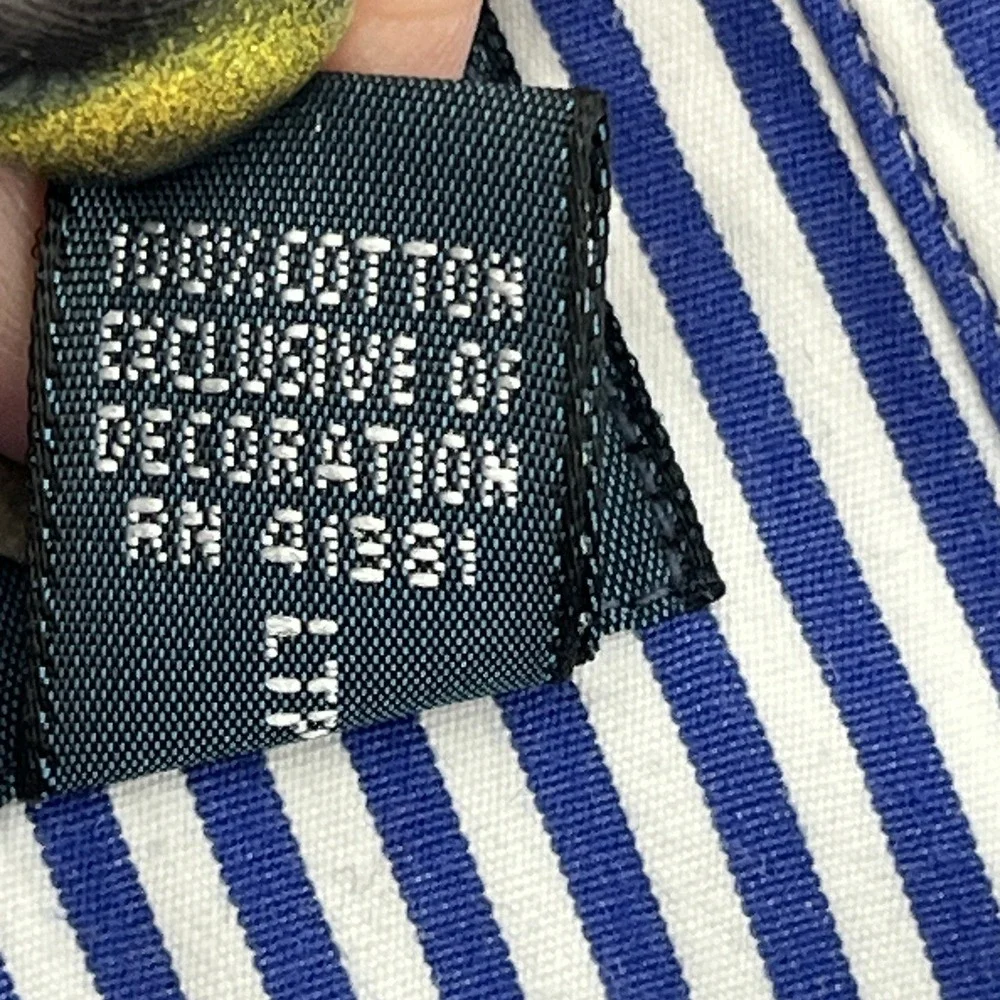 100% COTTON
EXCLUSIVE OF
DECORATION
RN 41381